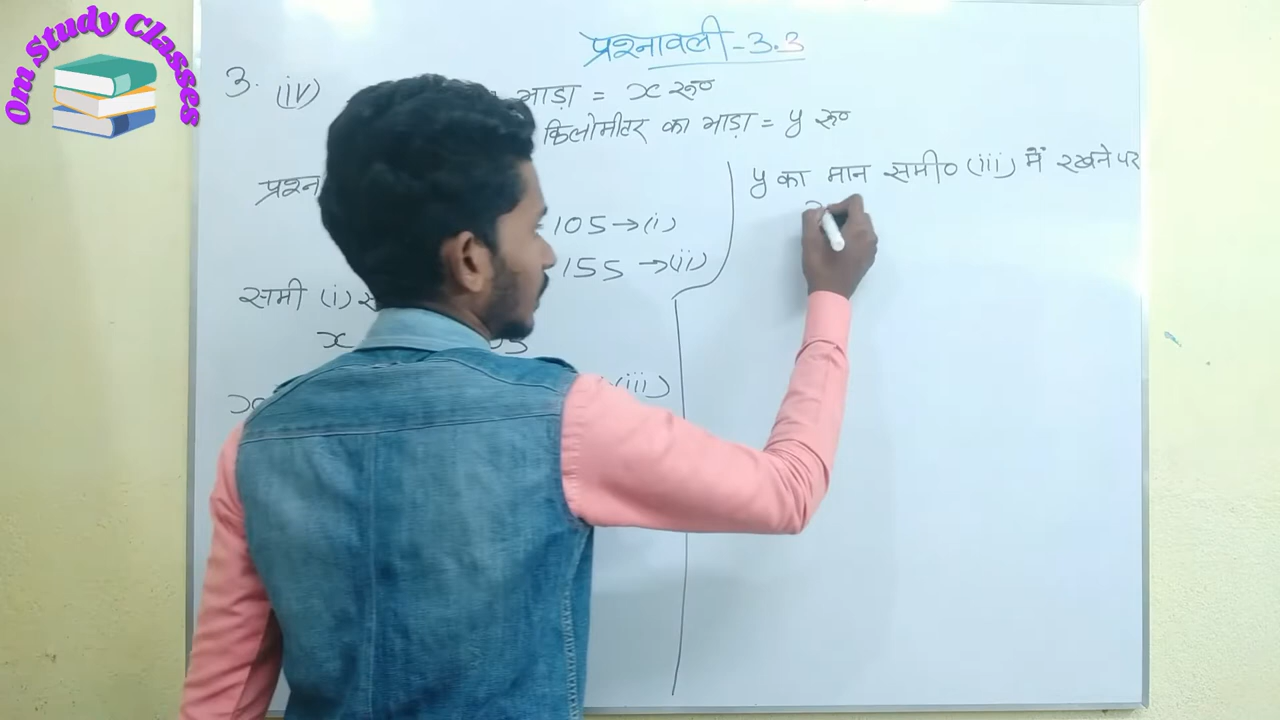 Om Study Classes
प्रश्नावली-3.3
3. (iv) भाड़ा = x रू०
किलोमीटर का भाड़ा = y रू०
प्रश्न
105 → (i)
155 → (ii)
समी (i) से
x
(iii)
y का मान समी० (iii) में रखने पर